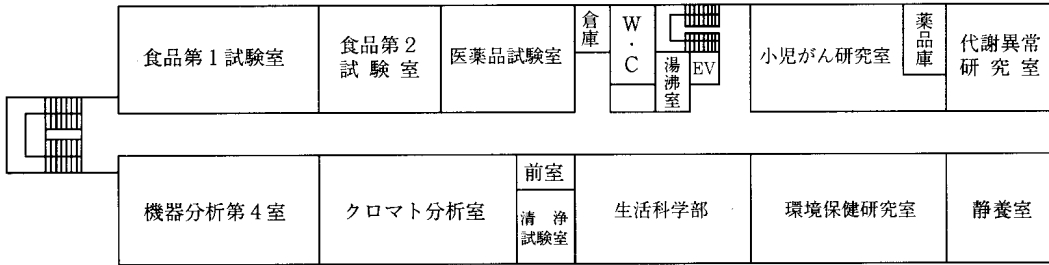 食品第1試験室
食品第2
試験室
医薬品試験室
倉庫
W・C
湯沸室
EV
小児がん研究室
薬品庫
代謝異常
研究室
機器分析第4室
クロマト分析室
前室
清浄
試験室
生活科学部
環境保健研究室
静養室